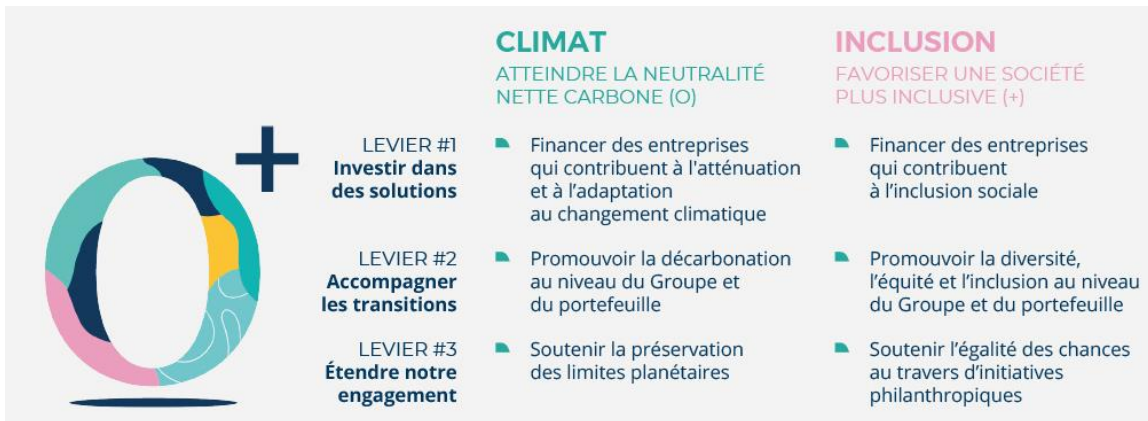 CLIMAT
ATTEINDRE LA NEUTRALITÉ
NETTE CARBONE (O)
INCLUSION
FAVORISER UNE SOCIÉTÉ
PLUS INCLUSIVE (+)
O+
LEVIER #1
Investir dans
des solutions
Financer des entreprises
qui contribuent à l'atténuation
et à l’adaptation
au changement climatique
Financer des entreprises
qui contribuent
à l’inclusion sociale
LEVIER #2
Accompagner
les transitions
Promouvoir la décarbonation
au niveau du Groupe et
du portefeuille
Promouvoir la diversité,
l’équité et l’inclusion au niveau
du Groupe et du portefeuille
LEVIER #3
Étendre notre
engagement
Soutenir la préservation
des limites planétaires
Soutenir l’égalité des chances
au travers d’initiatives
philanthropiques